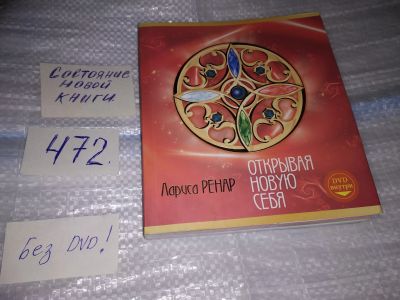 Состояние
новой
книги
472.
Без DVD!
Лариса РЕНАР
ОТКРЫВАЯ
НОВУЮ
СЕБЯ
DVD
внутри